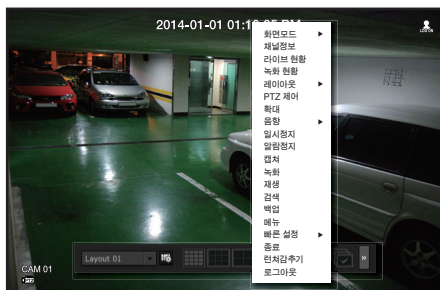 2014-01-01 01:1
LOG ON
화면모드
채널정보
라이브 현황
녹화 현황
레이아웃
PTZ 제어
확대
음향
일시정지
알람정지
캡쳐
녹화
재생
검색
백업
메뉴
빠른 설정
종료
런쳐감추기
로그아웃
Layout 01
CAM 01